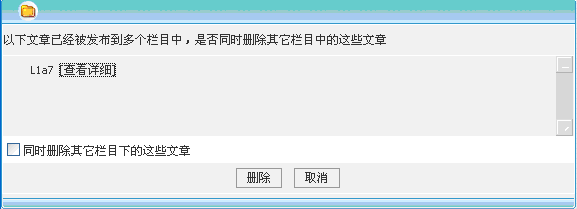 以下文章已经被发布到多个栏目中，是否同时删除其它栏目中的这些文章
L1a7 [查看详细]
同时删除其它栏目下的这些文章
删除 取消